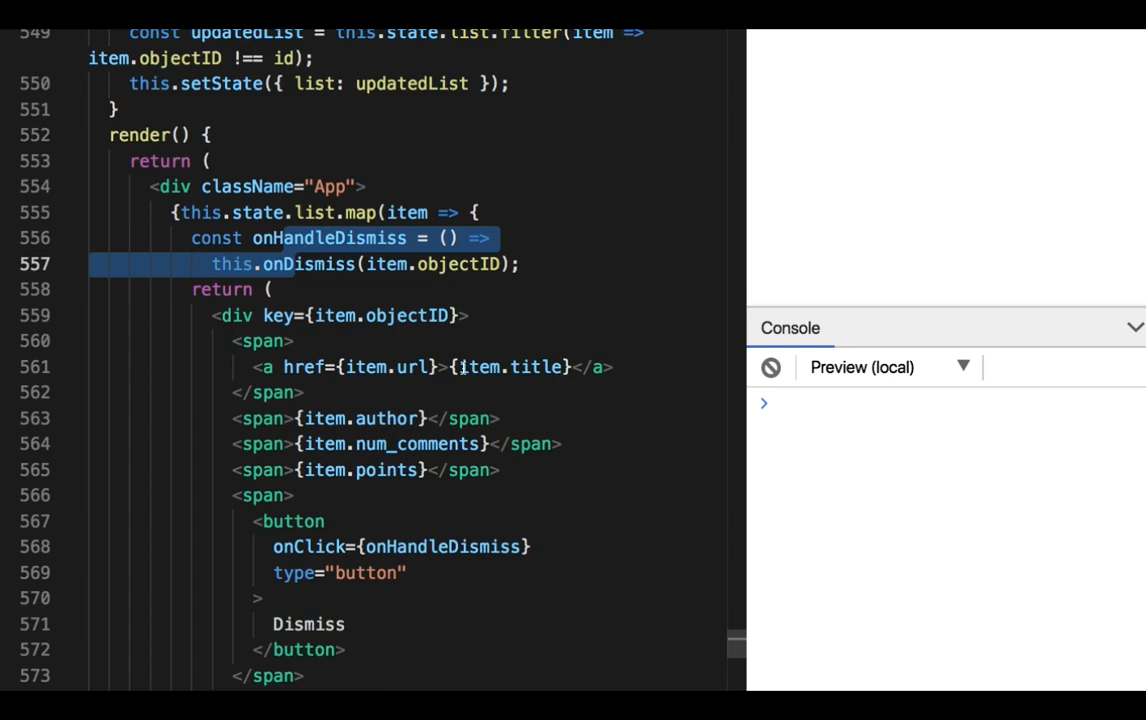 549 const updatedList = this.state.list.filter(item =>
item.objectID !== id);
550 this.setState({ list: updatedList });
551 }
552 render() {
553 return (
554 <div className="App">
555 {this.state.list.map(item => {
556 const onHandleDismiss = () =>
557 this.onDismiss(item.objectID);
558 return (
559 <div key={item.objectID}>
560 <span>
561 <a href={item.url}>{item.title}</a>
562 </span>
563 <span>{item.author}</span>
564 <span>{item.num_comments}</span>
565 <span>{item.points}</span>
566 <span>
567 <button
568 onClick={onHandleDismiss}
569 type="button"
570 >
571 Dismiss
572 </button>
573 </span>
Console
Preview (local)